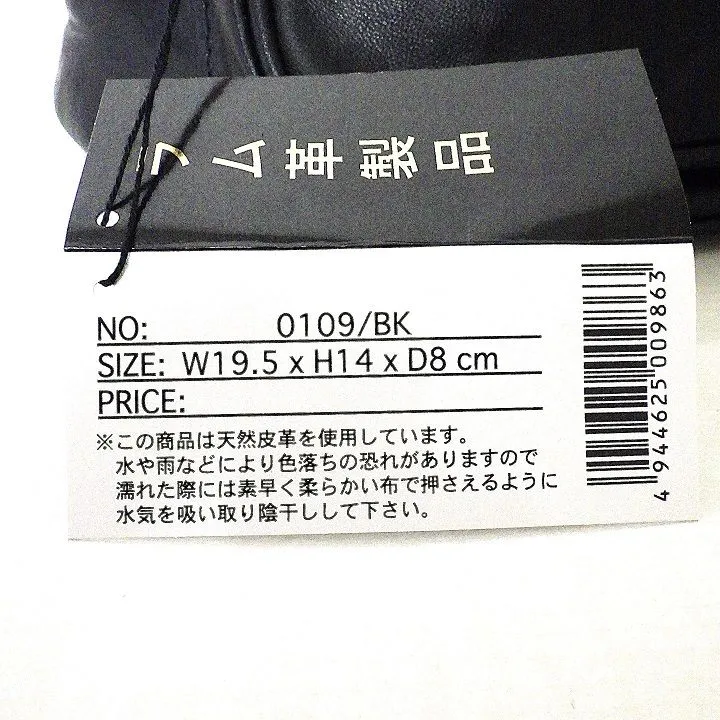 ラム革製品
NO: 0109/BK
SIZE: W19.5 x H14 x D8 cm
PRICE:
※この商品は天然皮革を使用しています。
水や雨などにより色落ちの恐れがありますので
濡れた際には素早く柔らかい布で押さえるように
水気を吸い取り陰干しして下さい。
4 944625 009863